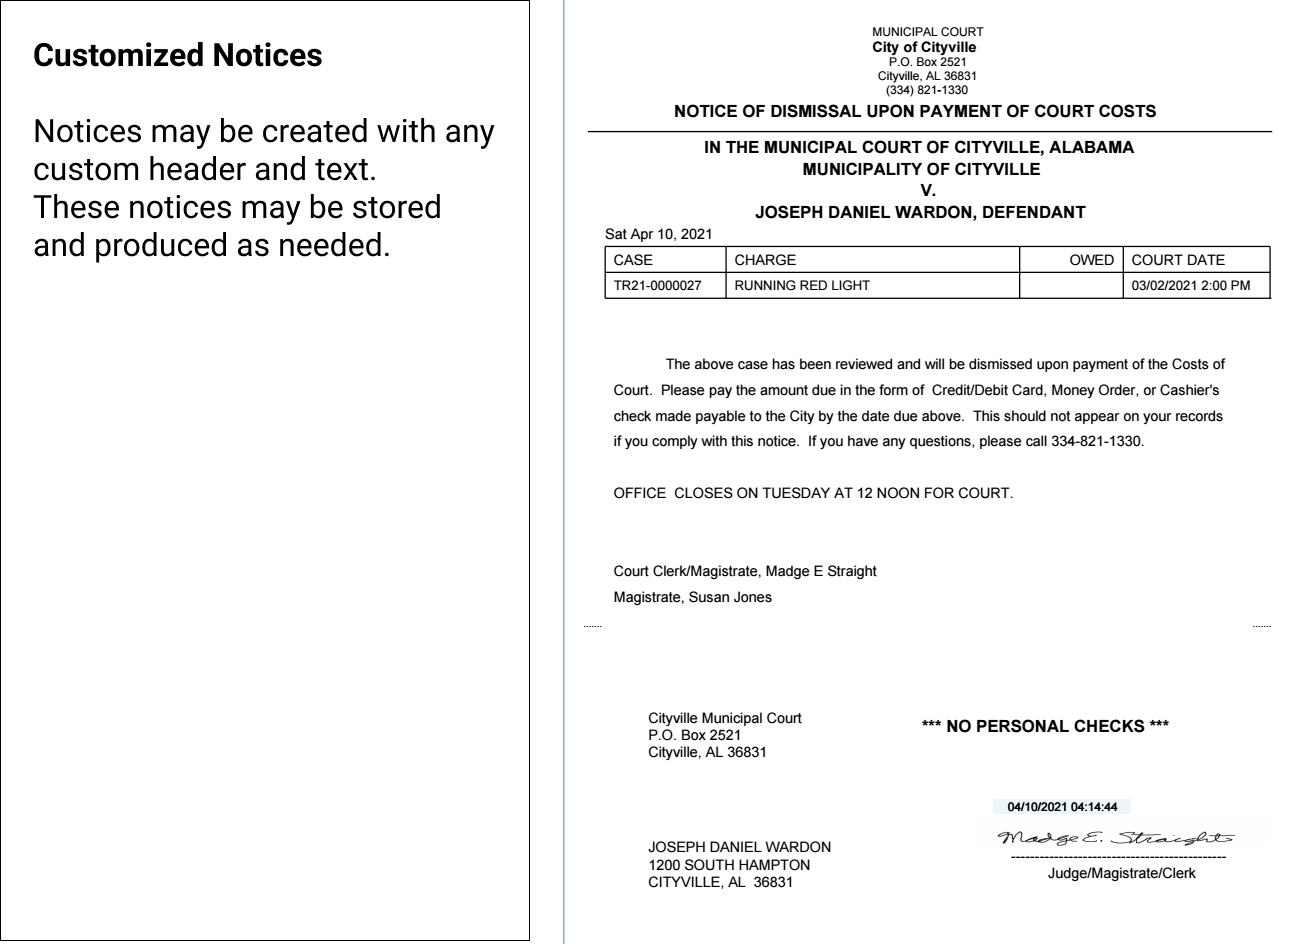 Customized Notices
Notices may be created with any
custom header and text.
These notices may be stored
and produced as needed.
MUNICIPAL COURT
City of Cityville
P.O. Box 2521
Cityville, AL 36831
(334) 821-1330
NOTICE OF DISMISSAL UPON PAYMENT OF COURT COSTS
IN THE MUNICIPAL COURT OF CITYVILLE, ALABAMA
MUNICIPALITY OF CITYVILLE
V.
JOSEPH DANIEL WARDON, DEFENDANT
Sat Apr 10, 2021
CASE CHARGE OWED COURT DATE
TR21-0000027 RUNNING RED LIGHT 03/02/2021 2:00 PM
The above case has been reviewed and will be dismissed upon payment of the Costs of
Court. Please pay the amount due in the form of Credit/Debit Card, Money Order, or Cashier's
check made payable to the City by the date due above. This should not appear on your records
if you comply with this notice. If you have any questions, please call 334-821-1330.
OFFICE CLOSES ON TUESDAY AT 12 NOON FOR COURT.
Court Clerk/Magistrate, Madge E Straight
Magistrate, Susan Jones
Cityville Municipal Court
P.O. Box 2521
Cityville, AL 36831
*** NO PERSONAL CHECKS ***
04/10/2021 04:14:44
Madge E. Straight
Judge/Magistrate/Clerk
JOSEPH DANIEL WARDON
1200 SOUTH HAMPTON
CITYVILLE, AL 36831